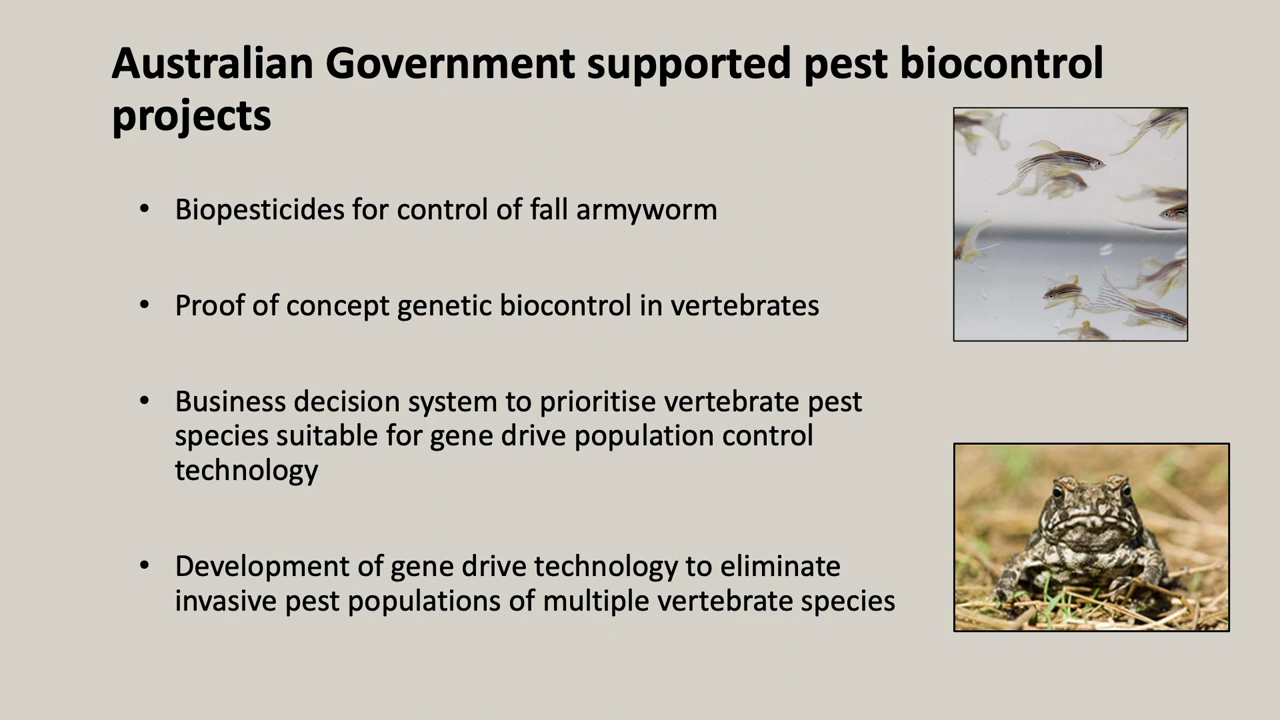 Australian Government supported pest biocontrol
projects
• Biopesticides for control of fall armyworm
• Proof of concept genetic biocontrol in vertebrates
• Business decision system to prioritise vertebrate pest
species suitable for gene drive population control
technology
• Development of gene drive technology to eliminate
invasive pest populations of multiple vertebrate species